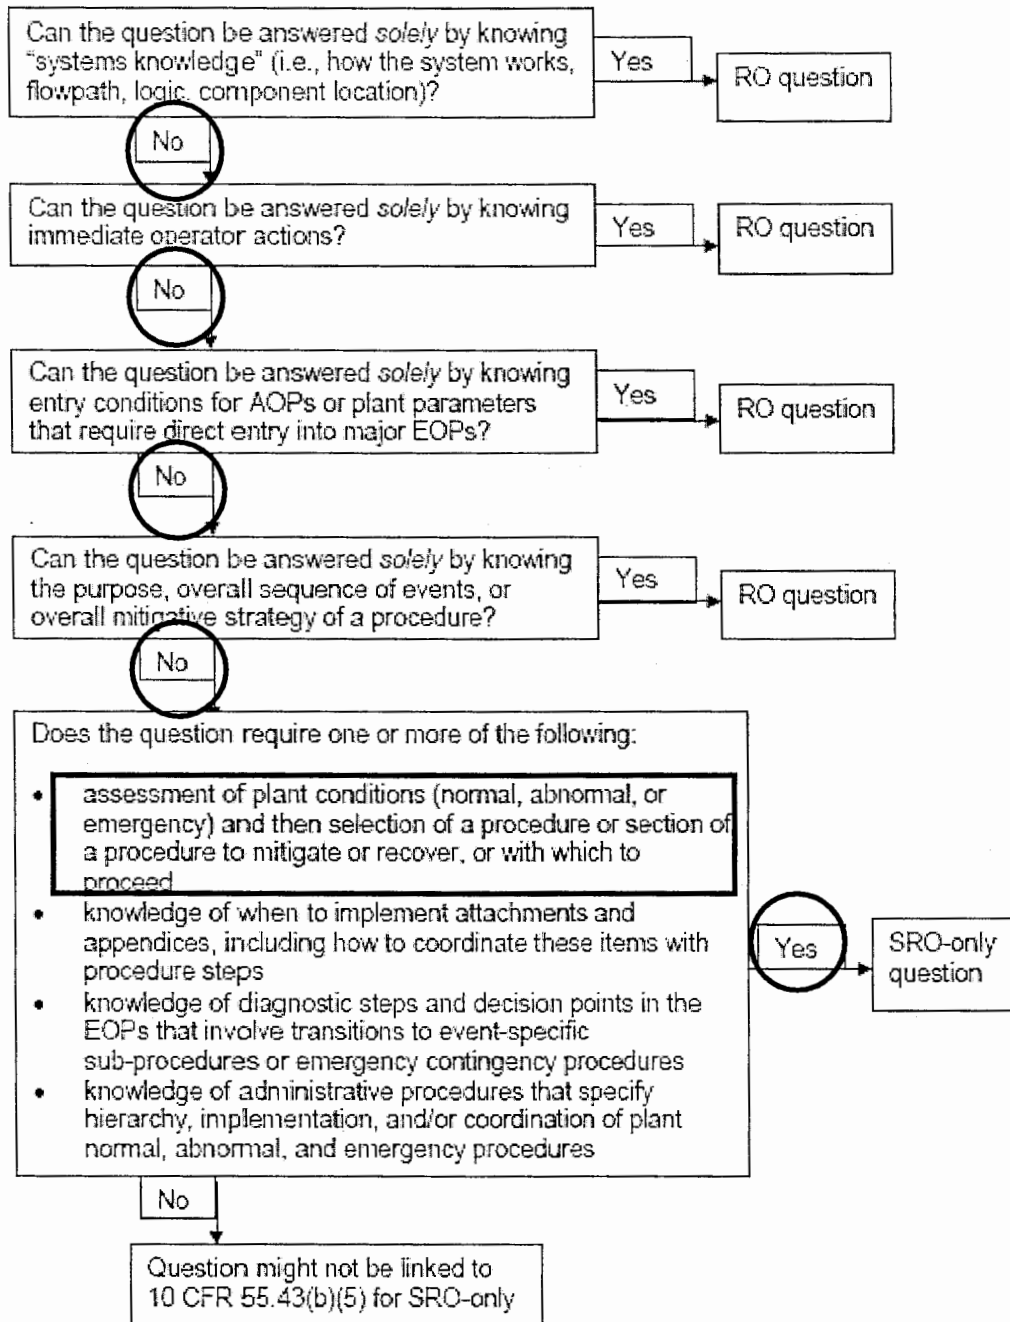 Can the question be answered solely by knowing
"systems knowledge" (i.e., how the system works,
flowpath, logic, component location)?
Yes
RO question
No
Can the question be answered solely by knowing
immediate operator actions?
Yes
RO question
No
Can the question be answered solely by knowing
entry conditions for AOPs or plant parameters
that require direct entry into major EOPs?
Yes
RO question
No
Can the question be answered solely by knowing
the purpose, overall sequence of events, or
overall mitigative strategy of a procedure?
Yes
RO question
No
Does the question require one or more of the following:
• assessment of plant conditions (normal, abnormal, or
emergency) and then selection of a procedure or section of
a procedure to mitigate or recover, or with which to
proceed
• knowledge of when to implement attachments and
appendices, including how to coordinate these items with
procedure steps
• knowledge of diagnostic steps and decision points in the
EOPs that involve transitions to event-specific
sub-procedures or emergency contingency procedures
• knowledge of administrative procedures that specify
hierarchy, implementation, and/or coordination of plant
normal, abnormal, and emergency procedures
Yes
SRO-only
question
No
Question might not be linked to
10 CFR 55.43(b)(5) for SRO-only